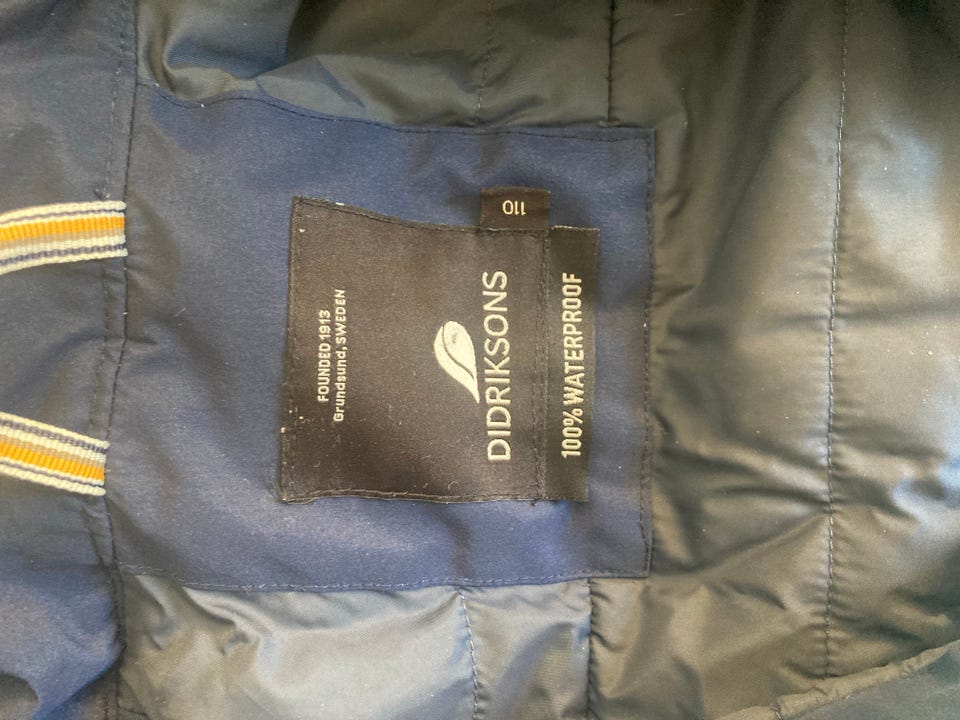 FOUNDED 1913
Grundsund, SWEDEN
DIDRIKSONS
100% WATERPROOF
110